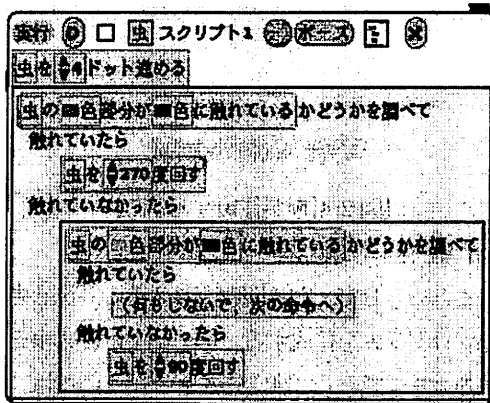 実行 虫 スクリプト1 ポーズ
虫を 4 ドット進める
虫の 色部分が 色に触れている かどうかを調べて
触れていたら
虫を 270 度回す
触れていなかったら
虫の 色部分が 色に触れている かどうかを調べて
触れていたら
(何もしないで、次の命令へ)
触れていなかったら
虫を 90 度回す